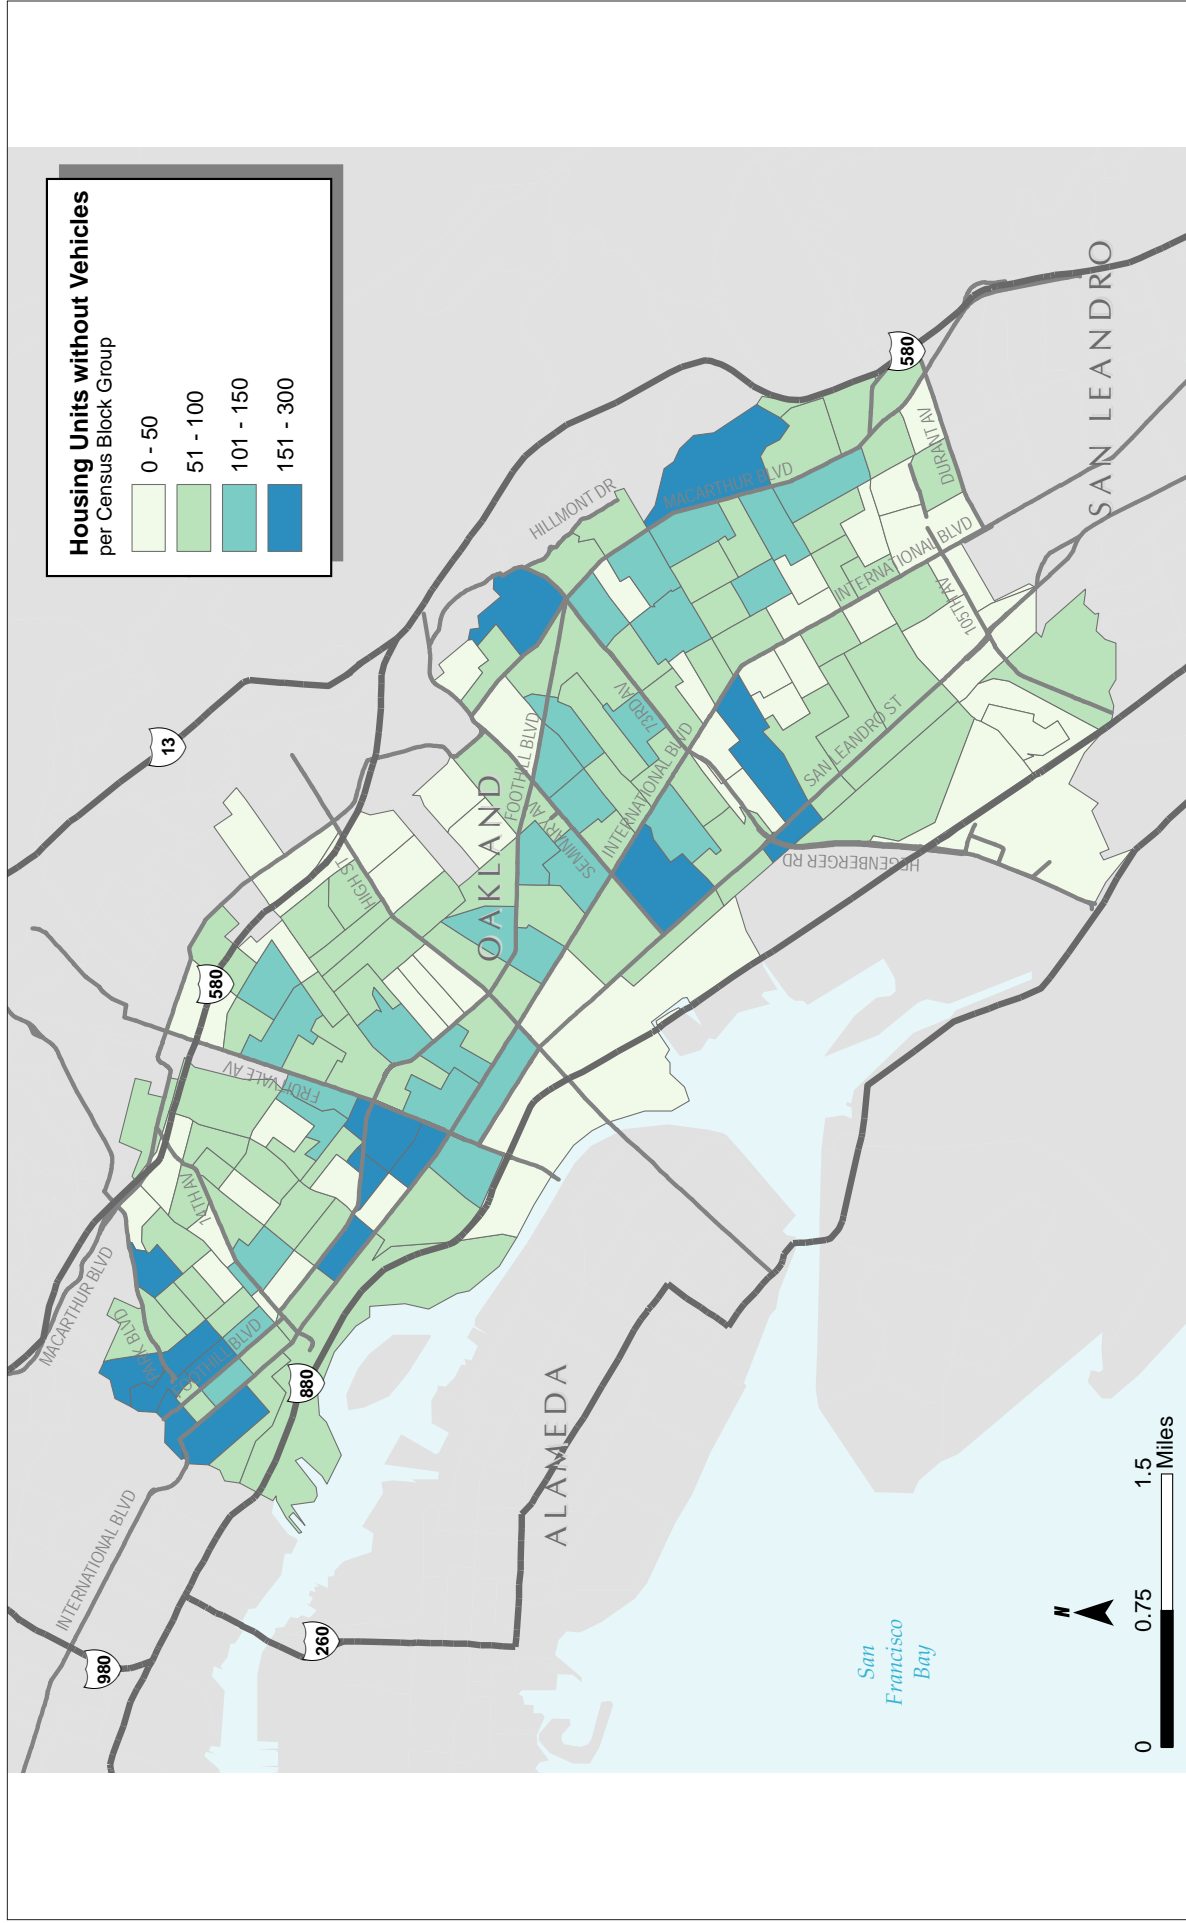 Housing Units without Vehicles
per Census Block Group
0 - 50
51 - 100
101 - 150
151 - 300
13
580
580
880
980
260
MACARTHUR BLVD
PARK BLVD
14TH AV
FOOTHILL BLVD
INTERNATIONAL BLVD
FRUITVALE AV
HIGH ST
OAKLAND
FOOTHILL BLVD
SEMINARY AV
INTERNATIONAL BLVD
73RD AV
HILLMONT DR
MACARTHUR BLVD
INTERNATIONAL BLVD
DURANT AV
105TH AV
SAN LEANDRO ST
HEGENBERGER RD
SAN LEANDRO
ALAMEDA
San
Francisco
Bay
N
0
0.75
1.5
Miles